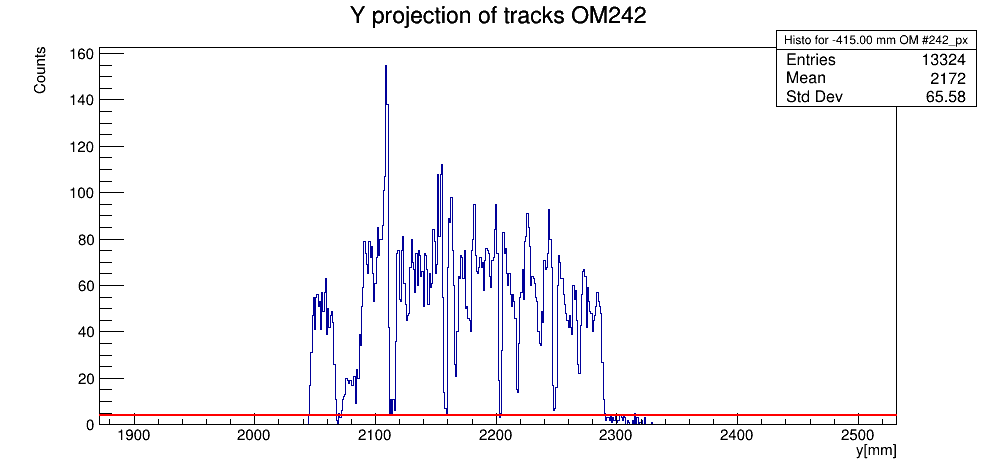 Y projection of tracks OM242
Histo for -415.00 mm OM #242_px
Entries 13324
Mean 2172
Std Dev 65.58
Counts
160
140
120
100
80
60
40
20
0
1900 2000 2100 2200 2300 2400 2500
y[mm]